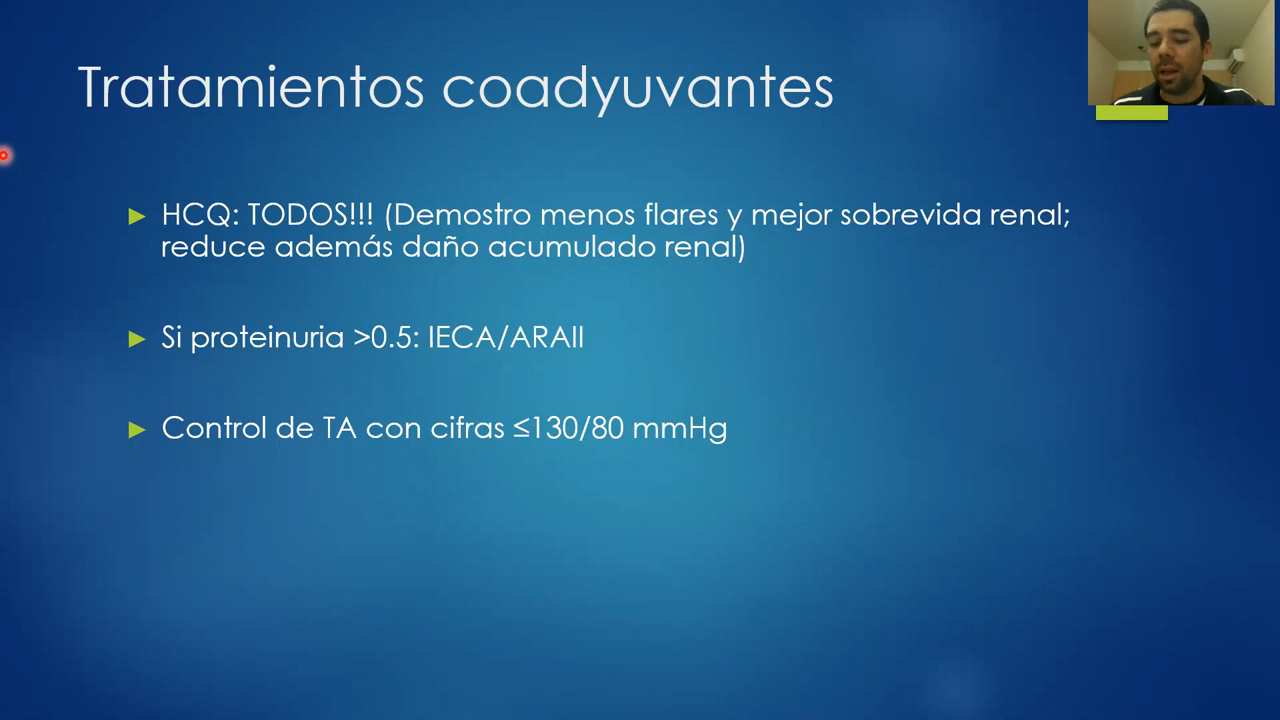 Tratamientos coadyuvantes
HCQ: TODOS!!! (Demostro menos flares y mejor sobrevida renal;
reduce además daño acumulado renal)
Si proteinuria >0.5: IECA/ARAII
Control de TA con cifras ≤130/80 mmHg